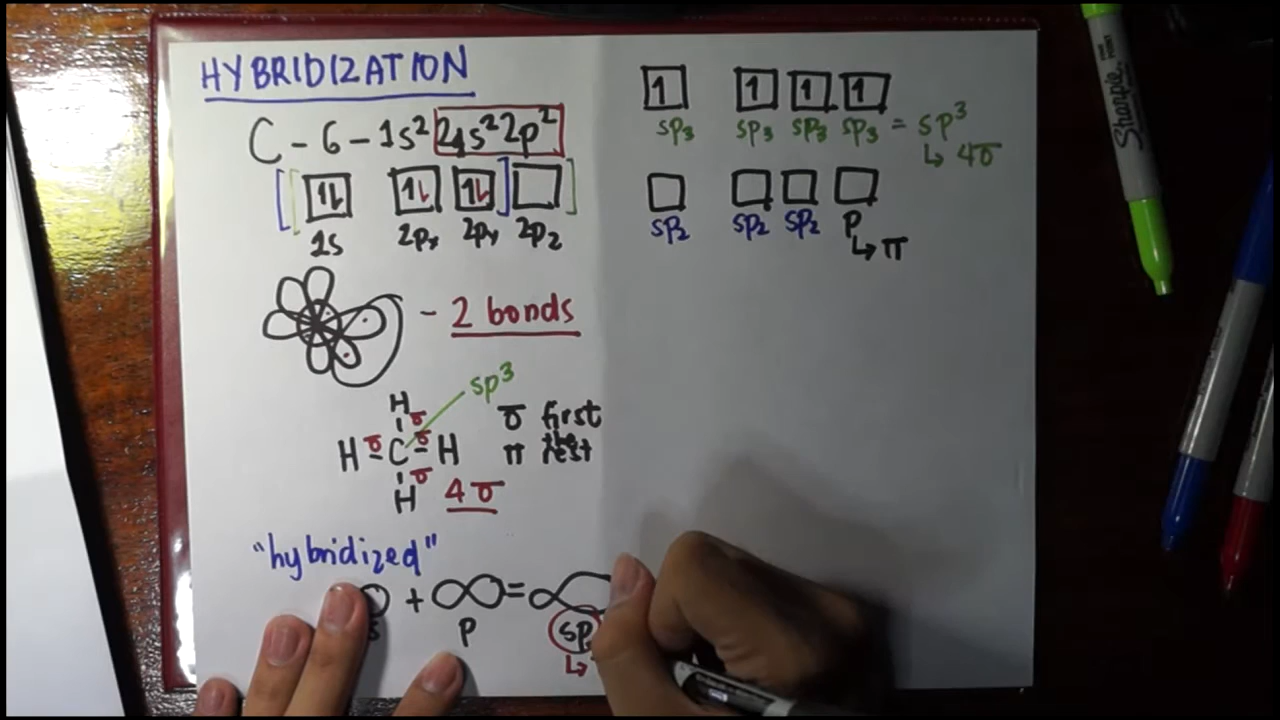 HYBRIDIZATION
C - 6 - 1s² 2s² 2p²
1s 2px 2py 2pz
- 2 bonds
sp³
H
σ
H σ C σ H
σ
H 4σ
σ first
π the rest
"hybridized"
s + p = sp
1 1 1 1
sp3 sp3 sp3 sp3 = sp³
↳ 4σ
sp2 sp2 sp2 p
↳ π
Sharpie